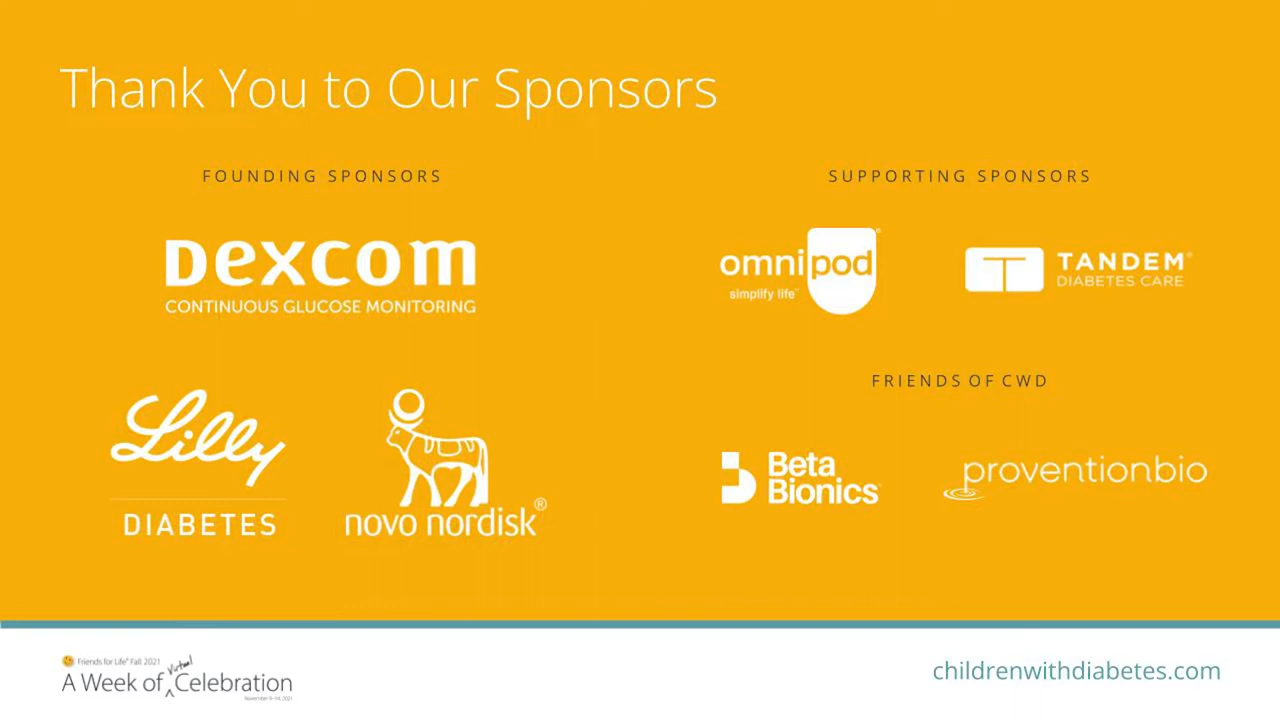 Thank You to Our Sponsors
FOUNDING SPONSORS
Dexcom
CONTINUOUS GLUCOSE MONITORING
Lilly
DIABETES
novo nordisk®
SUPPORTING SPONSORS
omnipod®
simplify life™
TANDEM®
DIABETES CARE
FRIENDS OF CWD
Beta
Bionics
proventionbio
Friends for Life® Fall 2021
Virtual
A Week of Celebration
childrenwithdiabetes.com